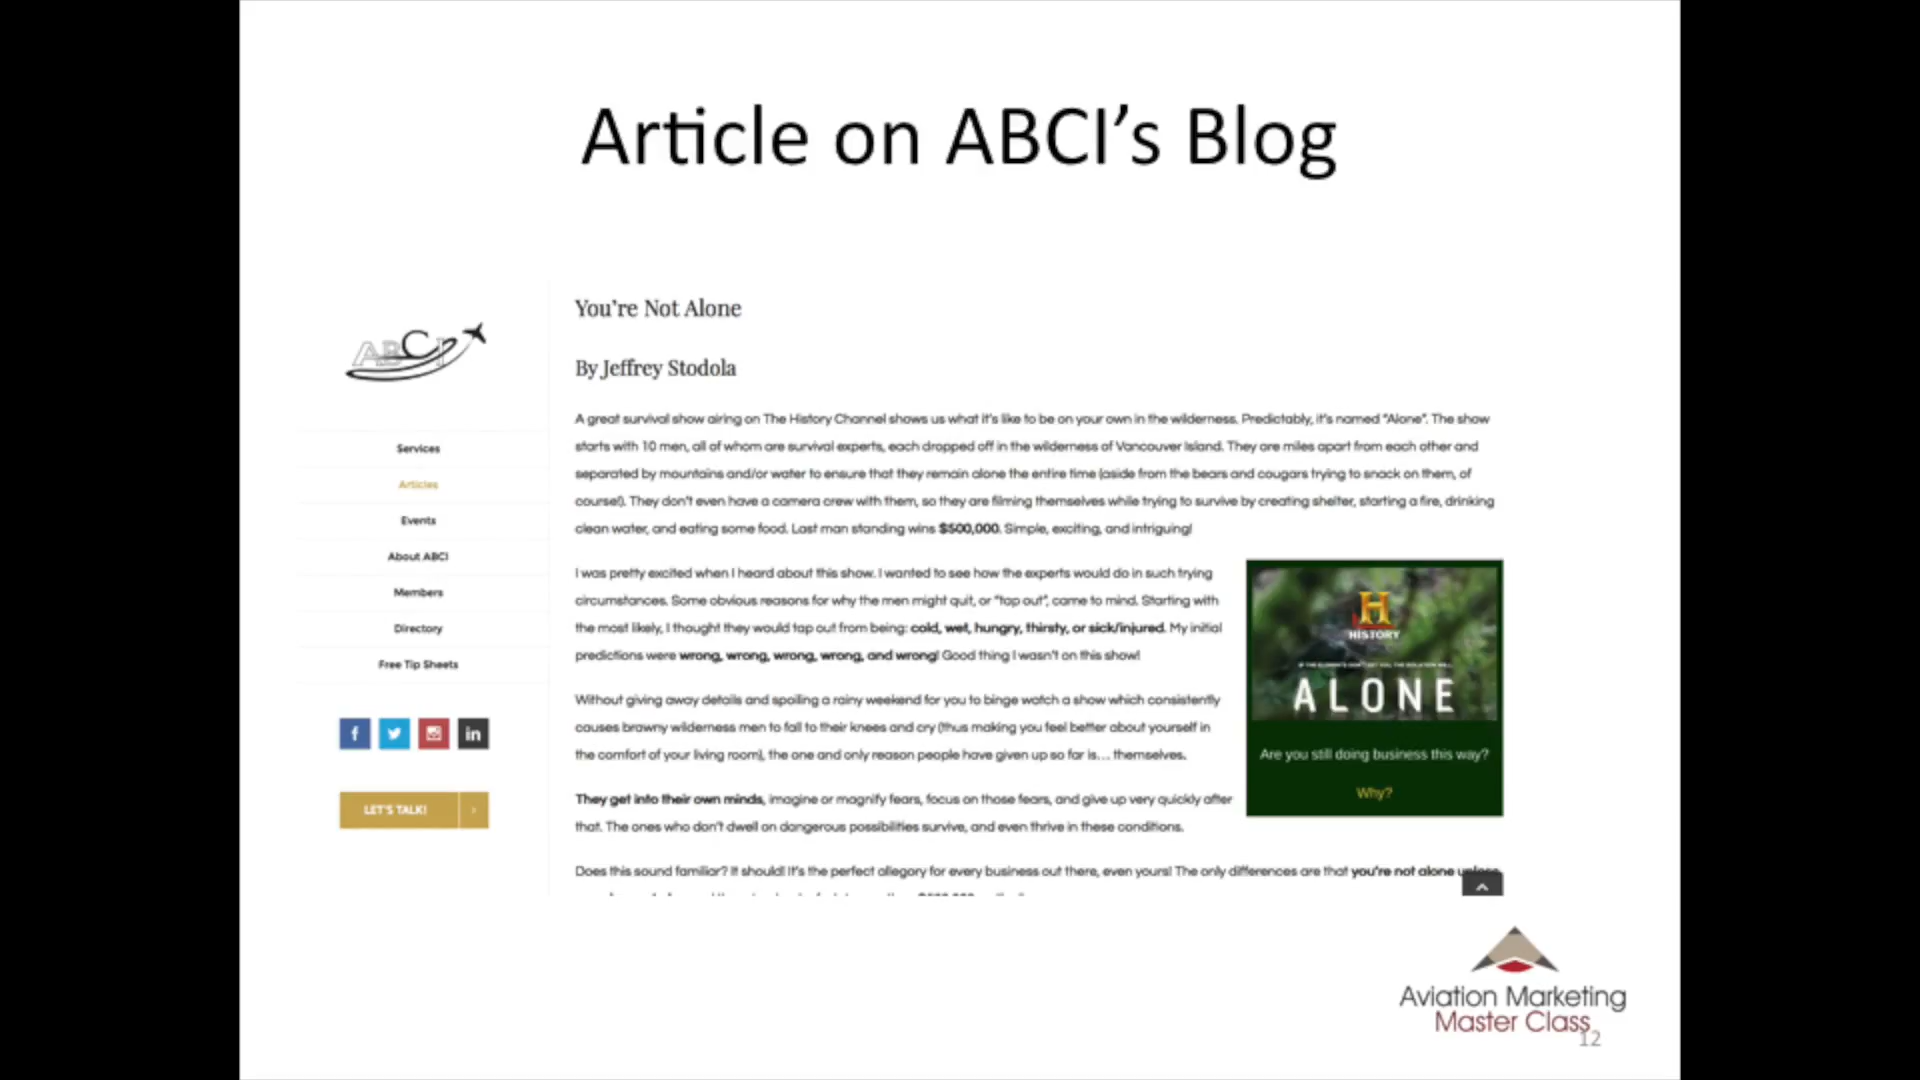 Article on ABCI’s Blog
ABCI
Services
Articles
Events
About ABCI
Members
Directory
Free Tip Sheets
LET'S TALK!
You’re Not Alone
By Jeffrey Stodola
A great survival show airing on The History Channel shows us what it's like to be on your own in the wilderness. Predictably, it's named "Alone". The show
starts with 10 men, all of whom are survival experts, each dropped off in the wilderness of Vancouver Island. They are miles apart from each other and
separated by mountains and/or water to ensure that they remain alone the entire time (aside from the bears and cougars trying to snack on them, of
course!). They don't even have a camera crew with them, so they are filming themselves while trying to survive by creating shelter, starting a fire, drinking
clean water, and eating some food. Last man standing wins $500,000. Simple, exciting, and intriguing!
I was pretty excited when I heard about this show. I wanted to see how the experts would do in such trying
circumstances. Some obvious reasons for why the men might quit, or "tap out", came to mind. Starting with
the most likely, I thought they would tap out from being: cold, wet, hungry, thirsty, or sick/injured. My initial
predictions were wrong, wrong, wrong, wrong, and wrong! Good thing I wasn't on this show!
Without giving away details and spoiling a rainy weekend for you to binge watch a show which consistently
causes brawny wilderness men to fall to their knees and cry (thus making you feel better about yourself in
the comfort of your living room), the one and only reason people have given up so far is... themselves.
They get into their own minds, imagine or magnify fears, focus on those fears, and give up very quickly after
that. The ones who don't dwell on dangerous possibilities survive, and even thrive in these conditions.
Does this sound familiar? It should! It's the perfect allegory for every business out there, even yours! The only differences are that you're not alone unless
H
HISTORY
IF THE ELEMENTS DON'T GET YOU, THE ISOLATION WILL.
ALONE
Are you still doing business this way?
Why?
Aviation Marketing
Master Class
12